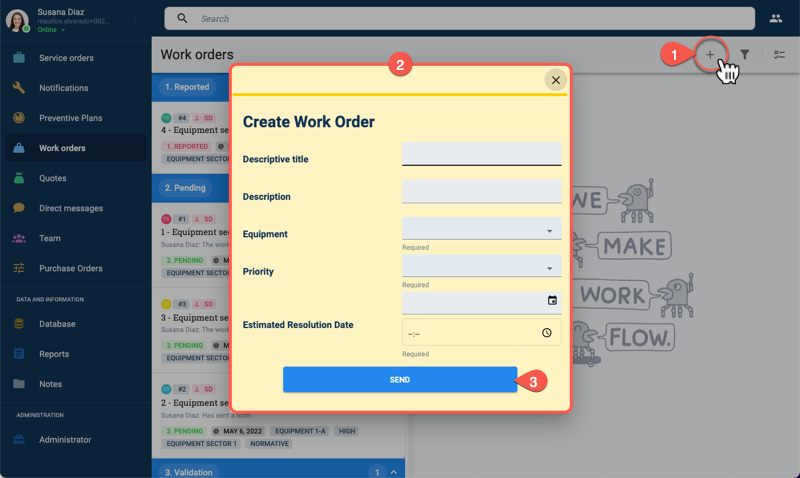 Susana Diaz
maurice.alvarado+002...
Online
Search
Service orders
Notifications
Preventive Plans
Work orders
Quotes
Direct messages
Team
Purchase Orders
DATA AND INFORMATION
Database
Reports
Notes
ADMINISTRATION
Administrator
Work orders
1
1. Reported
#4 SD
4 - Equipment se
1. REPORTED
EQUIPMENT SECTOR
2. Pending
#1 SD
1 - Equipment se
Susana Diaz: The work
2. PENDING
EQUIPMENT SECTOR
#3 SD
3 - Equipment se
Susana Diaz: The work
2. PENDING
EQUIPMENT SECTOR
#2 SD
2 - Equipment se
Susana Diaz: Has sent a form
2. PENDING MAY 6, 2022 EQUIPMENT 1-A HIGH
EQUIPMENT SECTOR 1 NORMATIVE
3. Validation 1
2
Create Work Order
Descriptive title
Description
Equipment
Required
Priority
Required
Estimated Resolution Date
--:--
Required
SEND
3
WE
MAKE
WORK
FLOW.